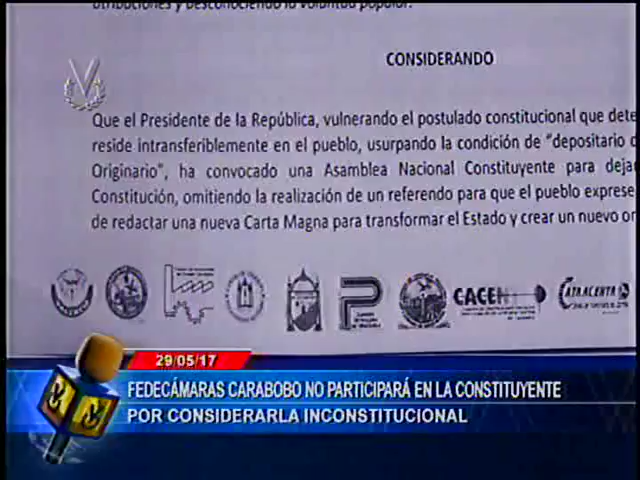 atribuciones y desconociendo la voluntad popular.
CONSIDERANDO
Que el Presidente de la República, vulnerando el postulado constitucional que dete
reside intransferiblemente en el pueblo, usurpando la condición de "depositario
Originario", ha convocado una Asamblea Nacional Constituyente para deja
Constitución, omitiendo la realización de un referendo para que el pueblo exprese
de redactar una nueva Carta Magna para transformar el Estado y crear un nuevo or
29/05/17
FEDECÁMARAS CARABOBO NO PARTICIPARÁ EN LA CONSTITUYENTE
POR CONSIDERARLA INCONSTITUCIONAL